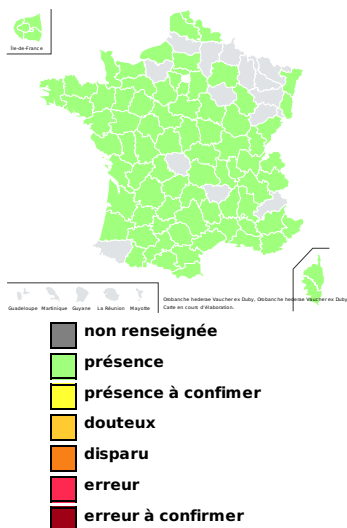 Île-de-France
Guadeloupe Martinique Guyane La Réunion Mayotte
Orobanche hederae Vaucher ex Duby, Orobanche hederae Vaucher ex Duby
Carte en cours d'élaboration.
non renseignée
présence
présence à confimer
douteux
disparu
erreur
erreur à confirmer